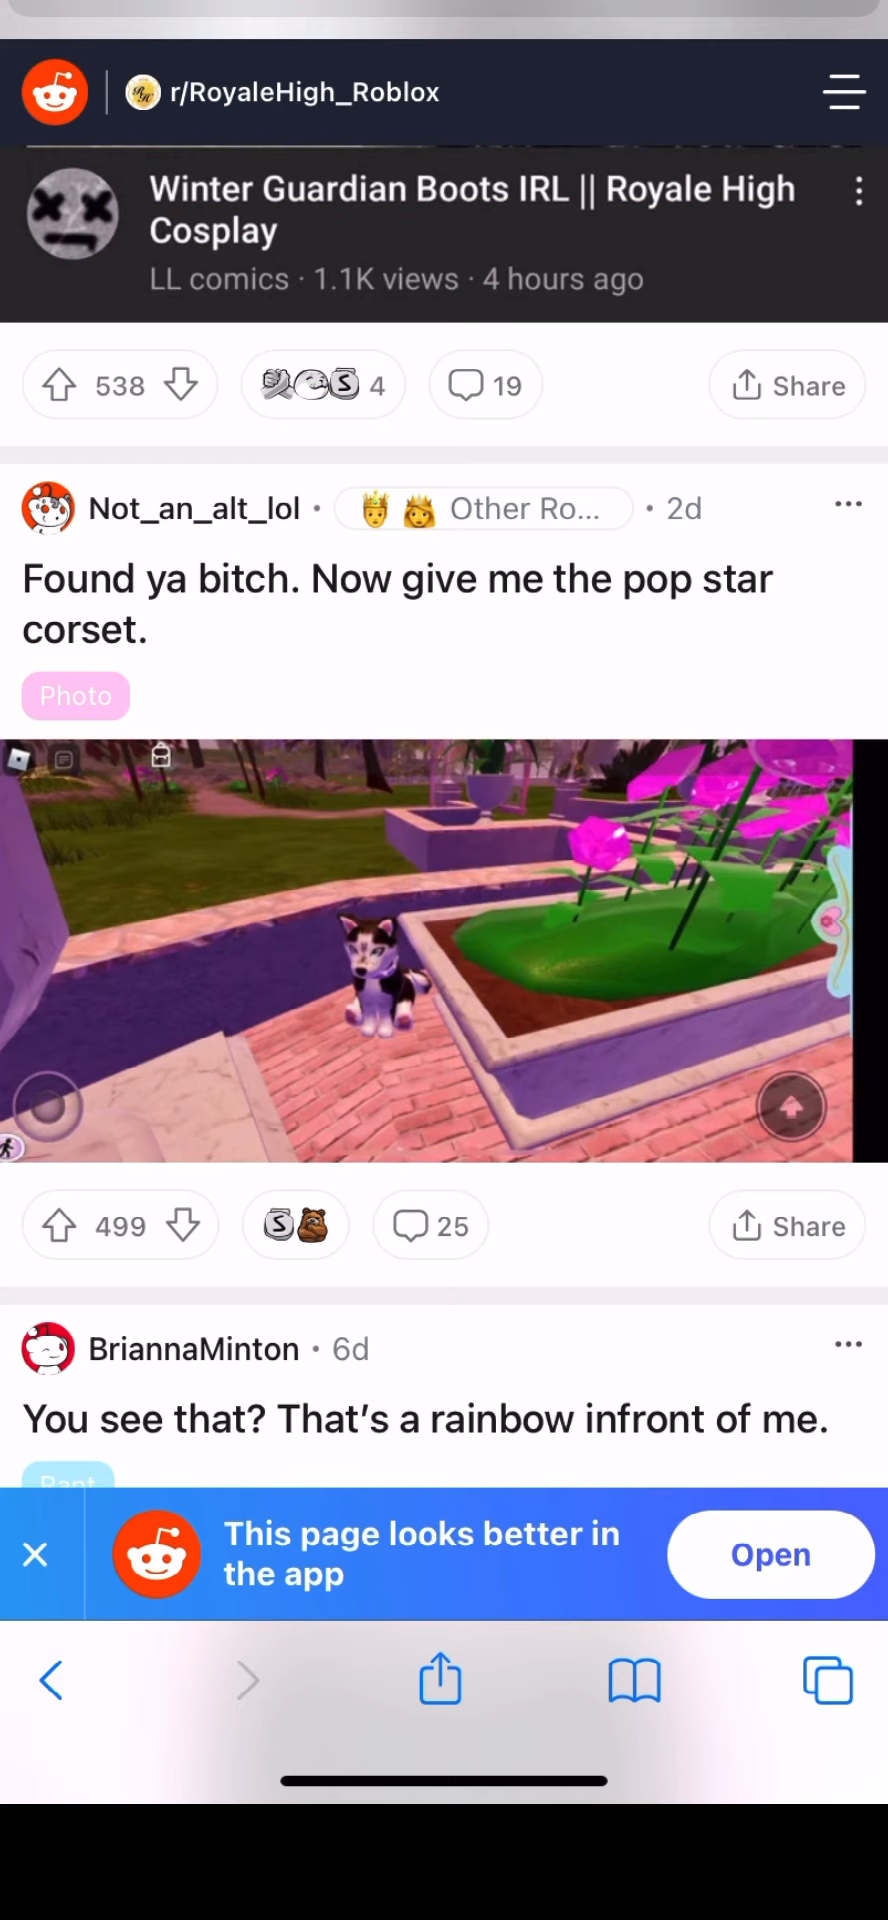 r/RoyaleHigh_Roblox
Winter Guardian Boots IRL || Royale High
Cosplay
LL comics · 1.1K views · 4 hours ago
538
4
19
Share
Not_an_alt_lol · 🤴 👸 Other Ro... · 2d
Found ya bitch. Now give me the pop star
corset.
Photo
499
25
Share
BriannaMinton · 6d
You see that? That's a rainbow infront of me.
Rant
This page looks better in
the app
Open